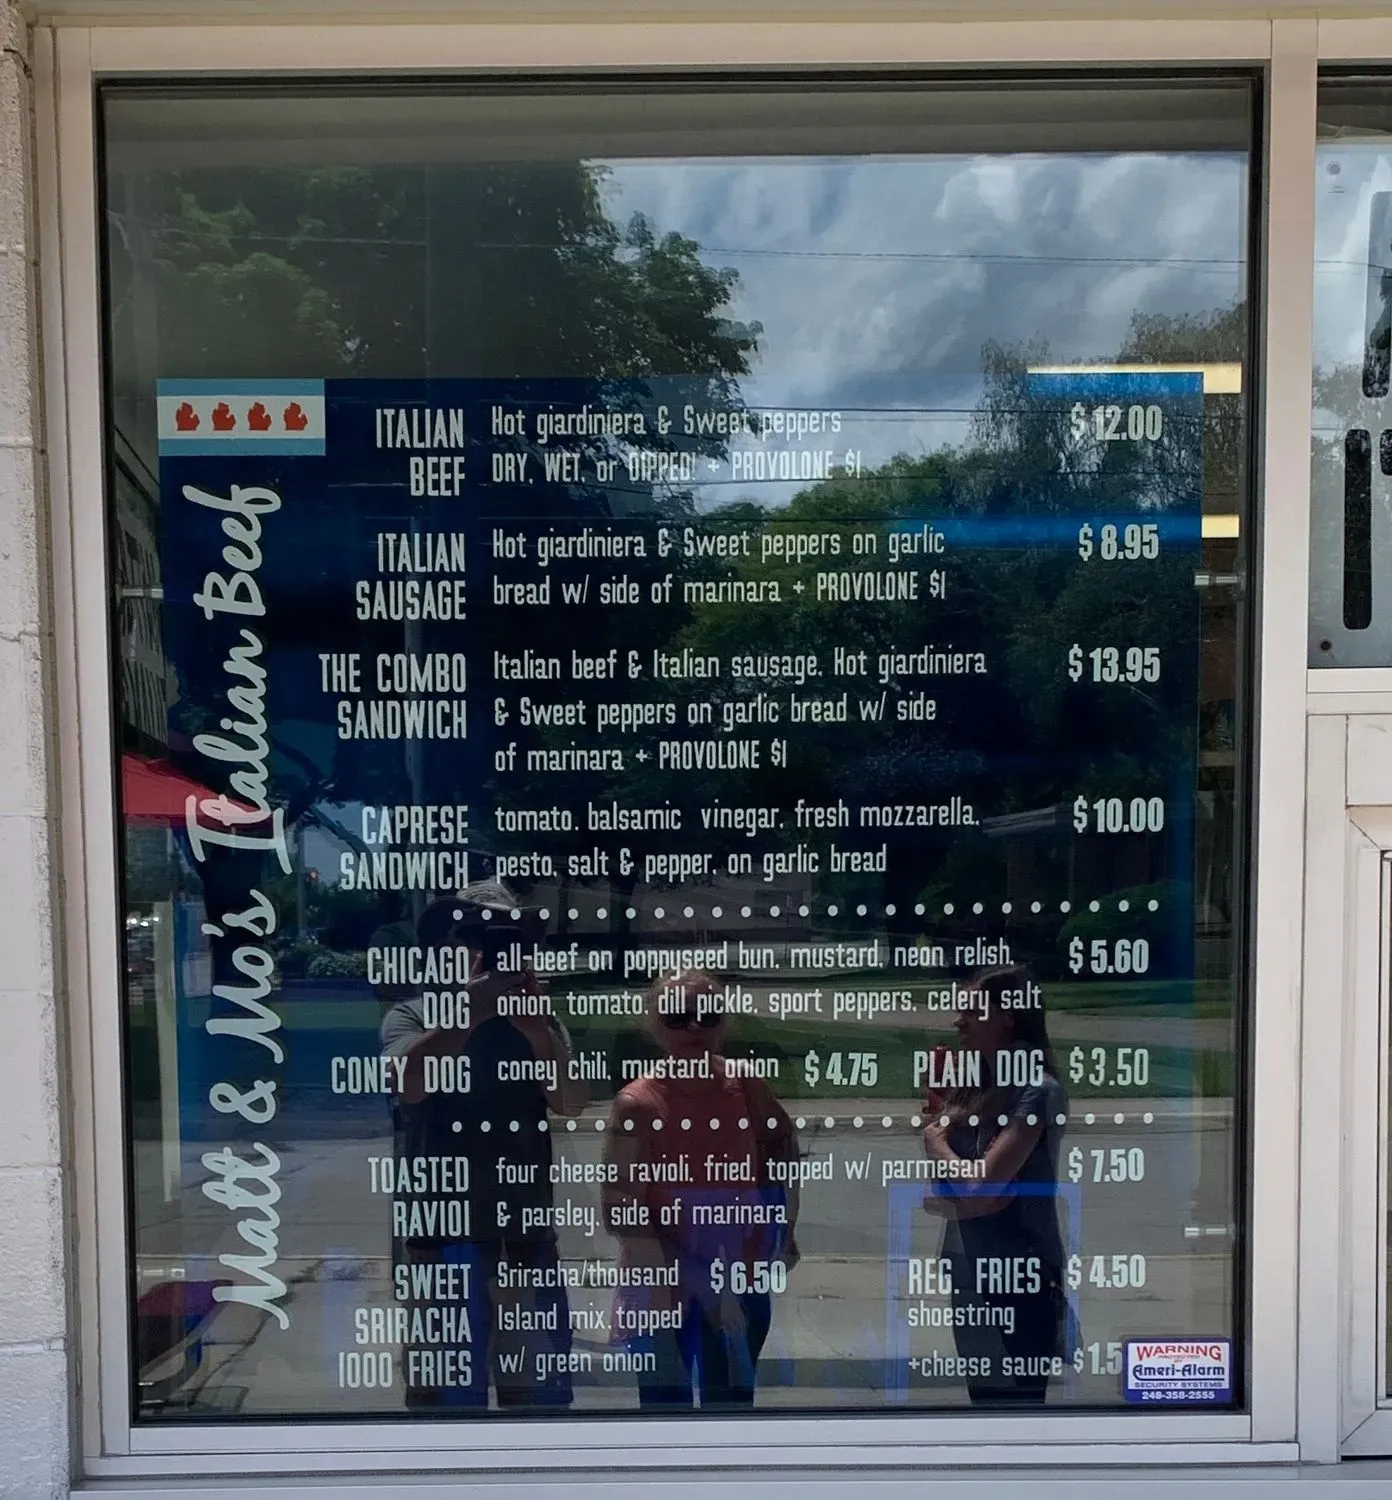 Matt & Mo's Italian Beef
ITALIAN BEEF
Hot giardiniera & Sweet peppers
DRY, WET, or DIPPED! + PROVOLONE $1
$12.00
ITALIAN SAUSAGE
Hot giardiniera & Sweet peppers on garlic
bread w/ side of marinara + PROVOLONE $1
$8.95
THE COMBO SANDWICH
Italian beef & Italian sausage, Hot giardiniera
& Sweet peppers on garlic bread w/ side
of marinara + PROVOLONE $1
$13.95
CAPRESE SANDWICH
tomato, balsamic vinegar, fresh mozzarella,
pesto, salt & pepper, on garlic bread
$10.00
CHICAGO DOG
all-beef on poppyseed bun, mustard, neon relish,
onion, tomato, dill pickle, sport peppers, celery salt
$5.60
CONEY DOG coney chili, mustard, onion $4.75 PLAIN DOG $3.50
TOASTED RAVIOI
four cheese ravioli, fried, topped w/ parmesan
& parsley, side of marinara
$7.50
SWEET SRIRACHA 1000 FRIES
Sriracha/thousand
Island mix, topped
w/ green onion
$6.50
REG. FRIES $4.50
shoestring
+cheese sauce $1.5
WARNING
PROTECTED BY
Ameri-Alarm
SECURITY SYSTEMS
248-358-2555